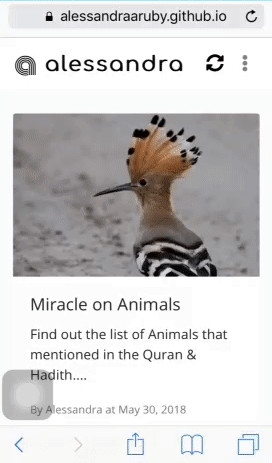 alessandraaruby.github.io
alessandra
Miracle on Animals
Find out the list of Animals that
mentioned in the Quran &
Hadith....
By Alessandra at May 30, 2018